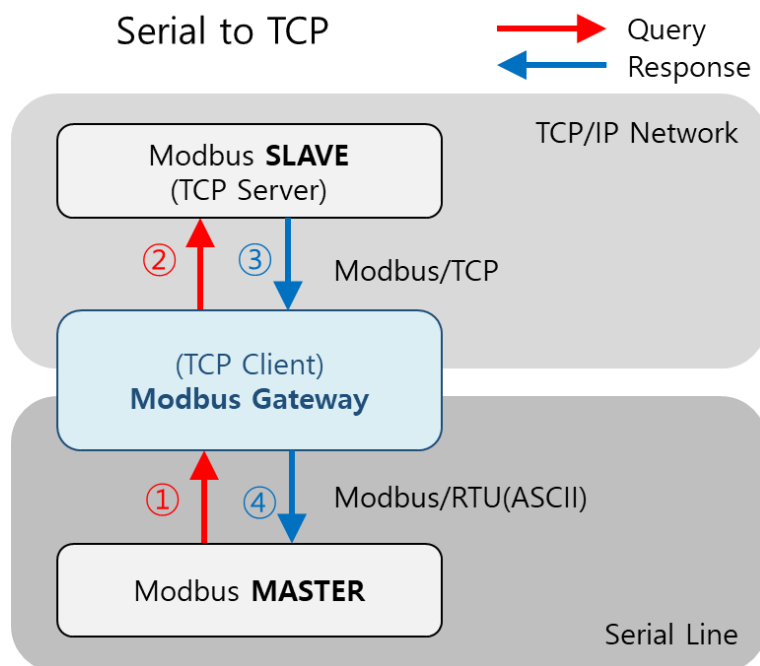 Serial to TCP
Query
Response
TCP/IP Network
Modbus SLAVE
(TCP Server)
② ③
Modbus/TCP
(TCP Client)
Modbus Gateway
① ④
Modbus/RTU(ASCII)
Modbus MASTER
Serial Line